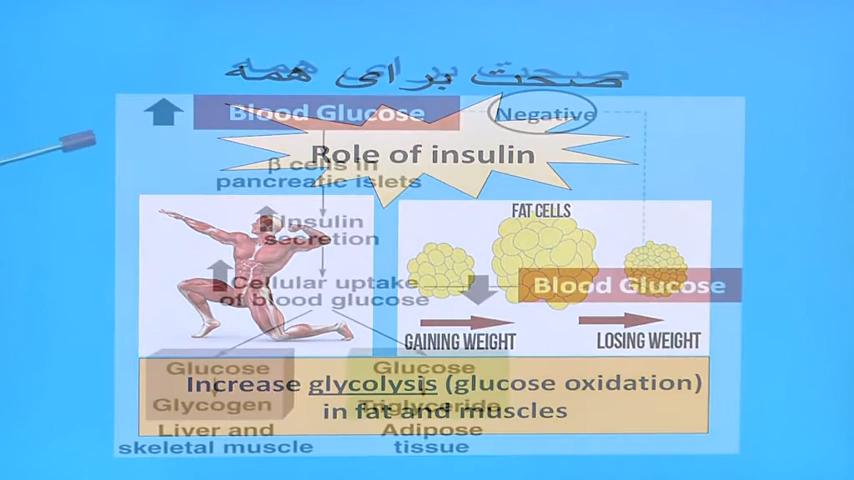 صحت برای همه
Blood Glucose
Negative
Role of insulin
β cells in
pancreatic islets
Insulin
secretion
FAT CELLS
Cellular uptake
of blood glucose
Blood Glucose
GAINING WEIGHT
LOSING WEIGHT
Glucose
Glucose
Increase glycolysis (glucose oxidation)
Glycogen
Triglyceride
in fat and muscles
Liver and
skeletal muscle
Adipose
tissue